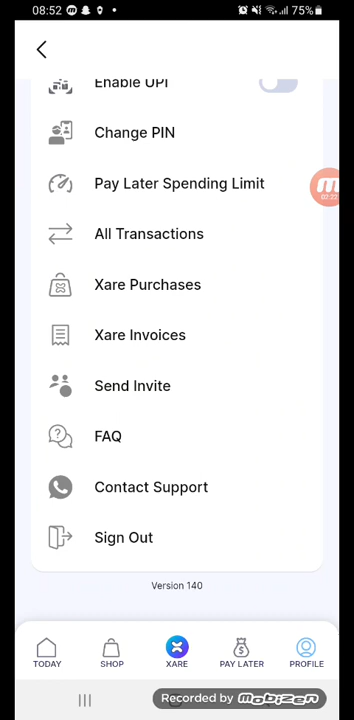 08:52
75%
Enable UPI
Change PIN
Pay Later Spending Limit
All Transactions
Xare Purchases
Xare Invoices
Send Invite
FAQ
Contact Support
Sign Out
Version 140
TODAY
SHOP
XARE
PAY LATER
PROFILE
Recorded by mobizen